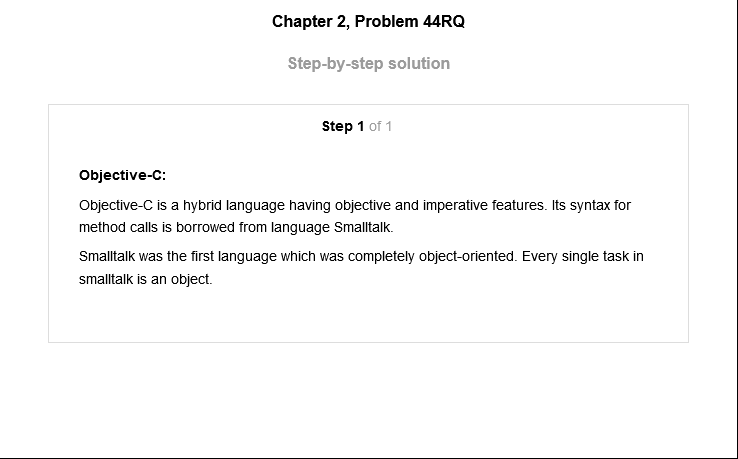 Chapter 2, Problem 44RQ
Step-by-step solution
Step 1 of 1
Objective-C:
Objective-C is a hybrid language having objective and imperative features. Its syntax for
method calls is borrowed from language Smalltalk.
Smalltalk was the first language which was completely object-oriented. Every single task in
smalltalk is an object.